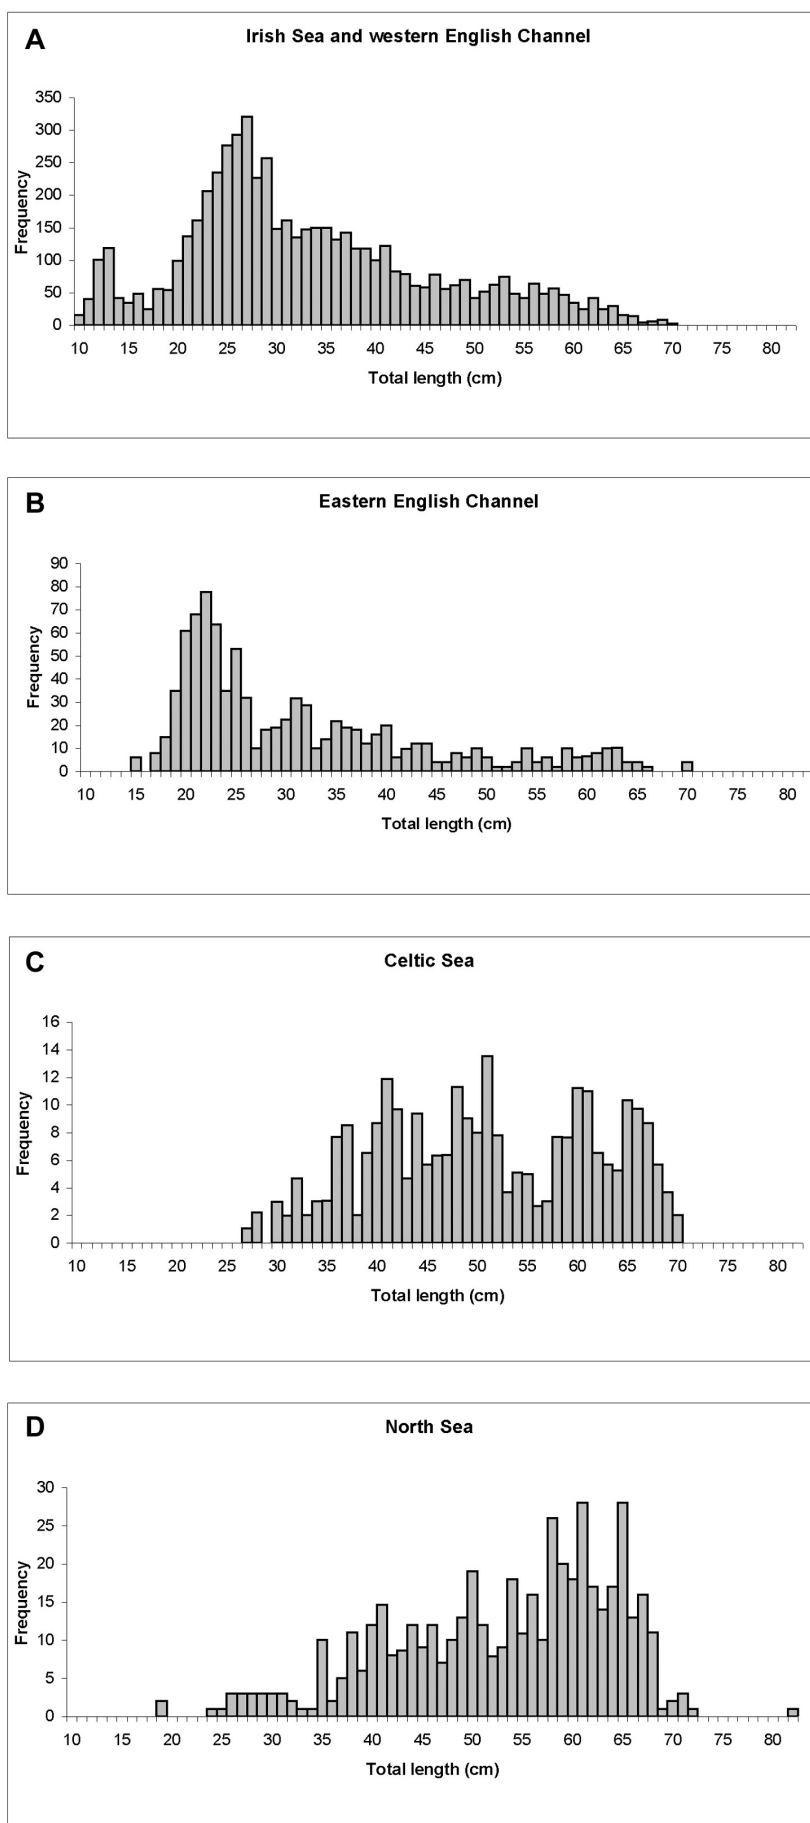 A
Irish Sea and western English Channel
350
300
250
200
150
100
50
0
Frequency
10 15 20 25 30 35 40 45 50 55 60 65 70 75 80
Total length (cm)
B
Eastern English Channel
90
80
70
60
50
40
30
20
10
0
Frequency
10 15 20 25 30 35 40 45 50 55 60 65 70 75 80
Total length (cm)
C
Celtic Sea
16
14
12
10
8
6
4
2
0
Frequency
10 15 20 25 30 35 40 45 50 55 60 65 70 75 80
Total length (cm)
D
North Sea
30
25
20
15
10
5
0
Frequency
10 15 20 25 30 35 40 45 50 55 60 65 70 75 80
Total length (cm)